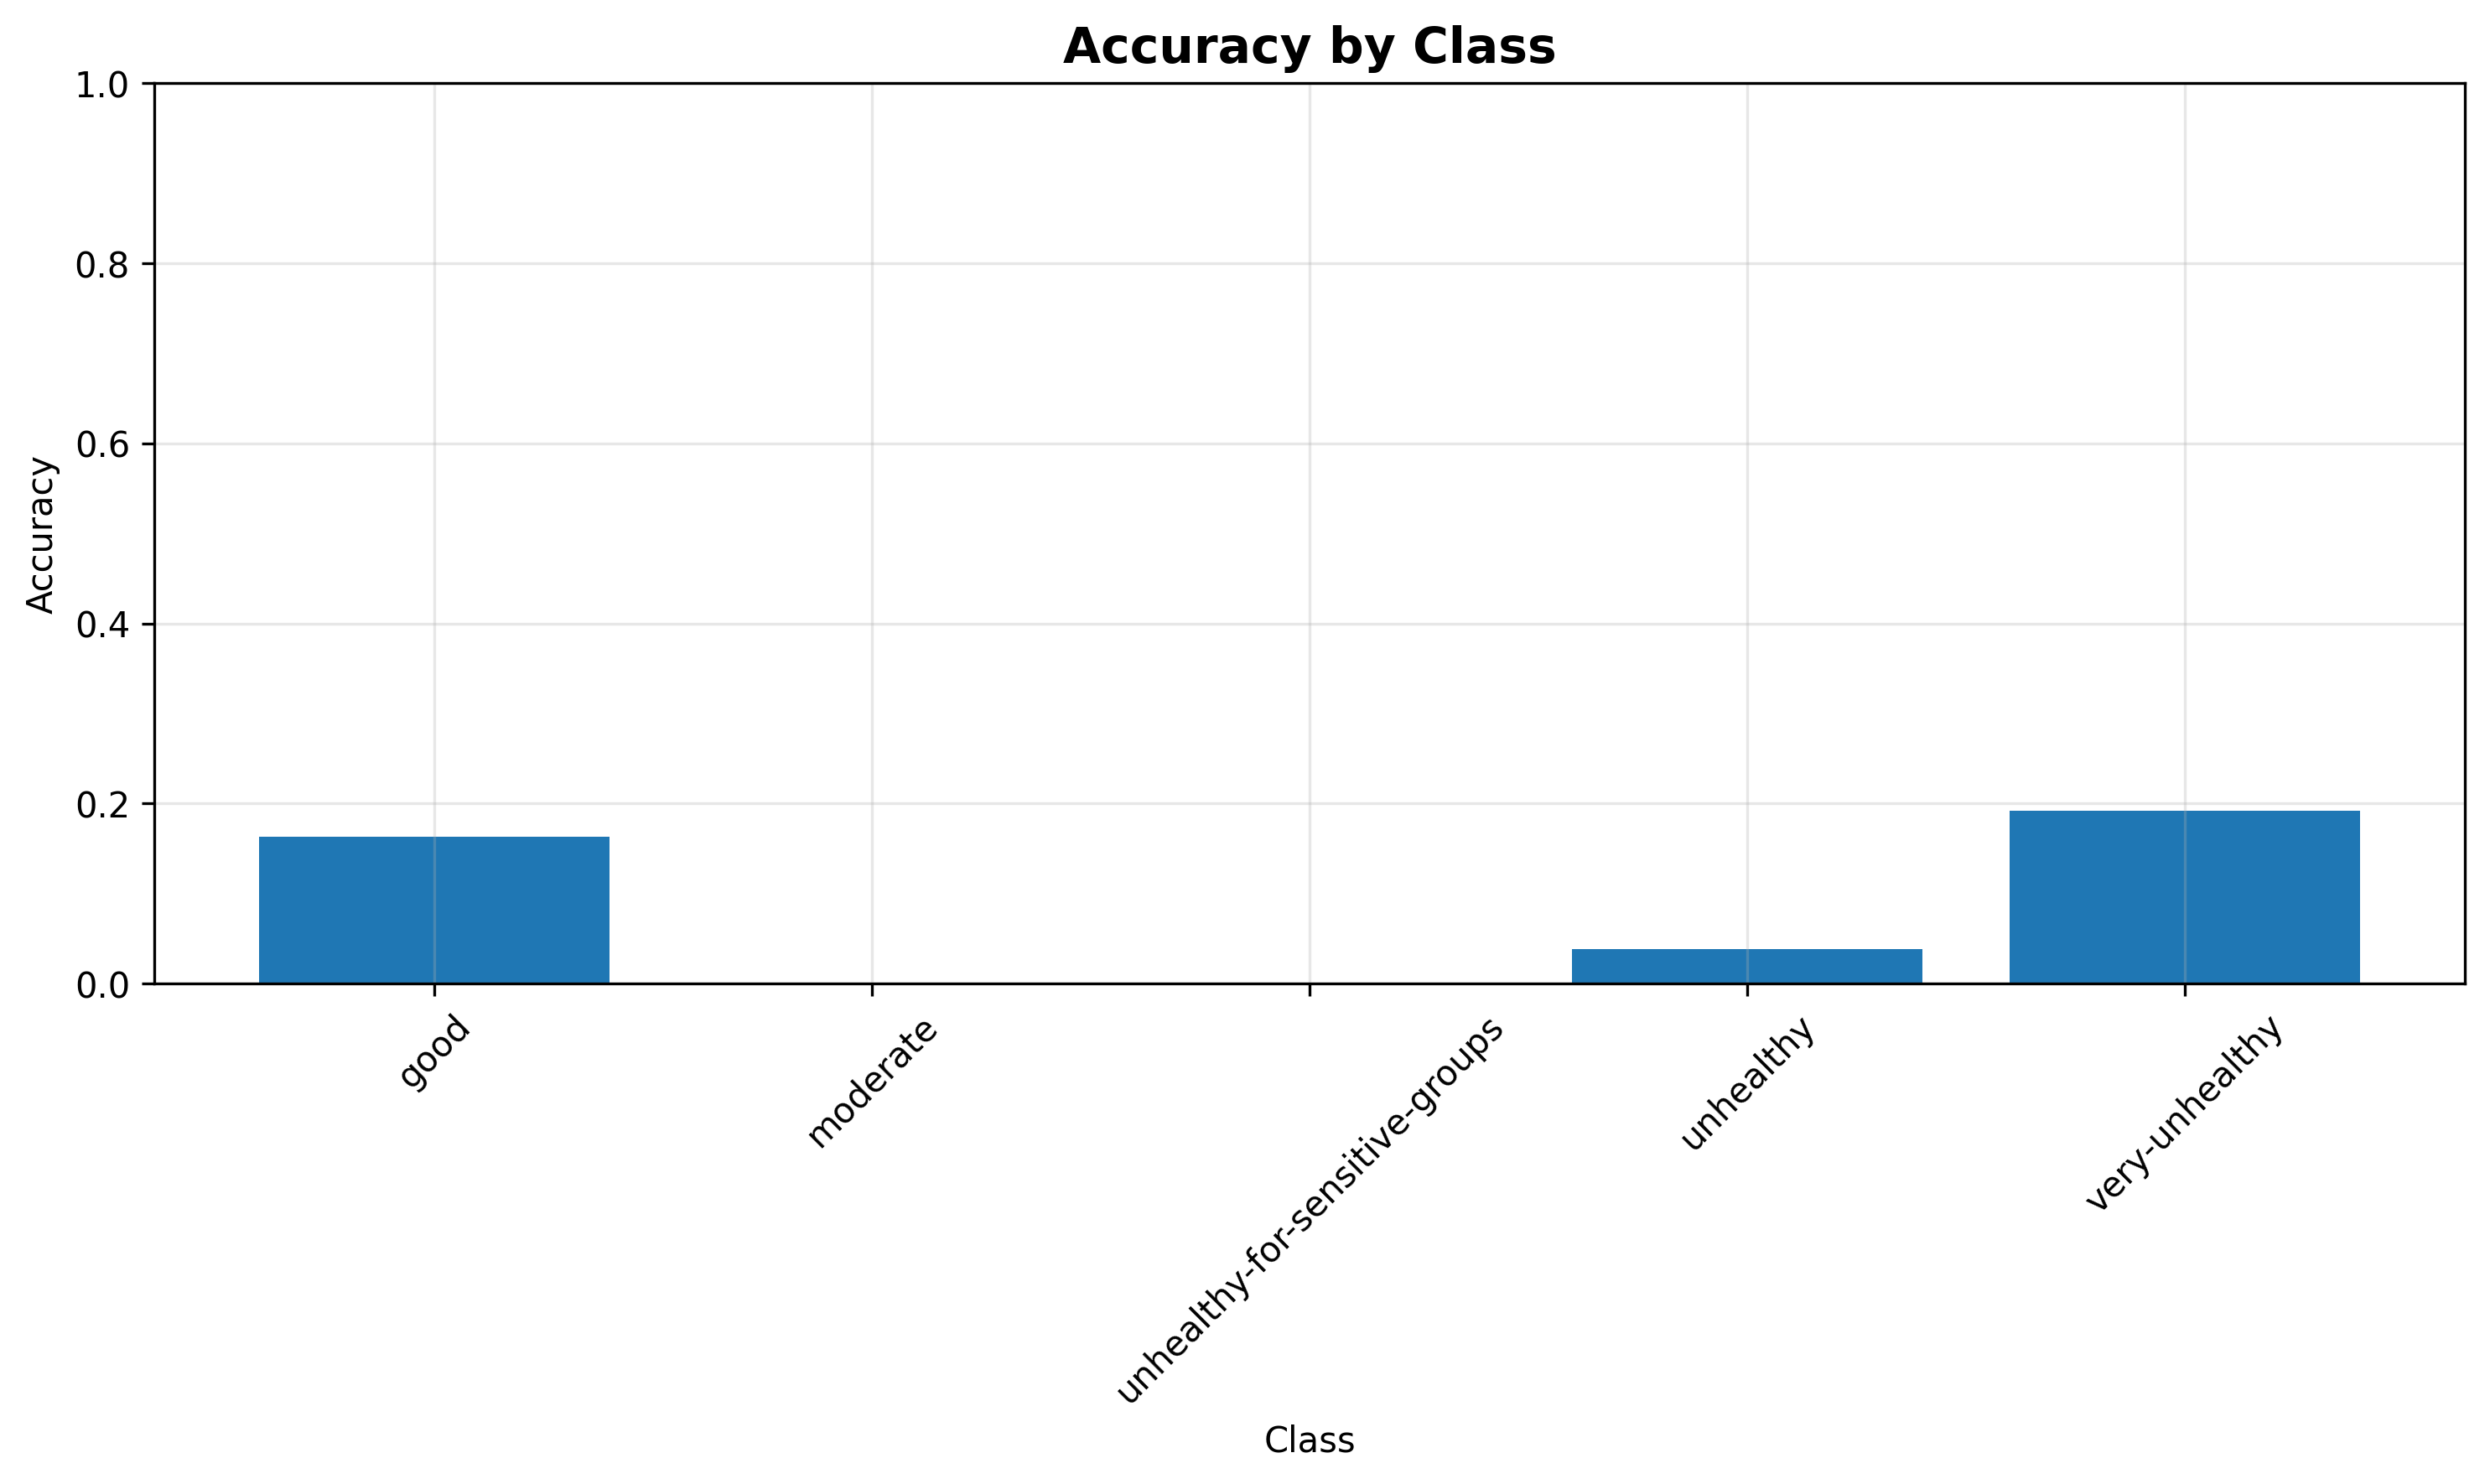 Accuracy by Class
1.0
0.8
0.6
0.4
0.2
0.0
Accuracy
good
moderate
unhealthy-for-sensitive-groups
unhealthy
very-unhealthy
Class